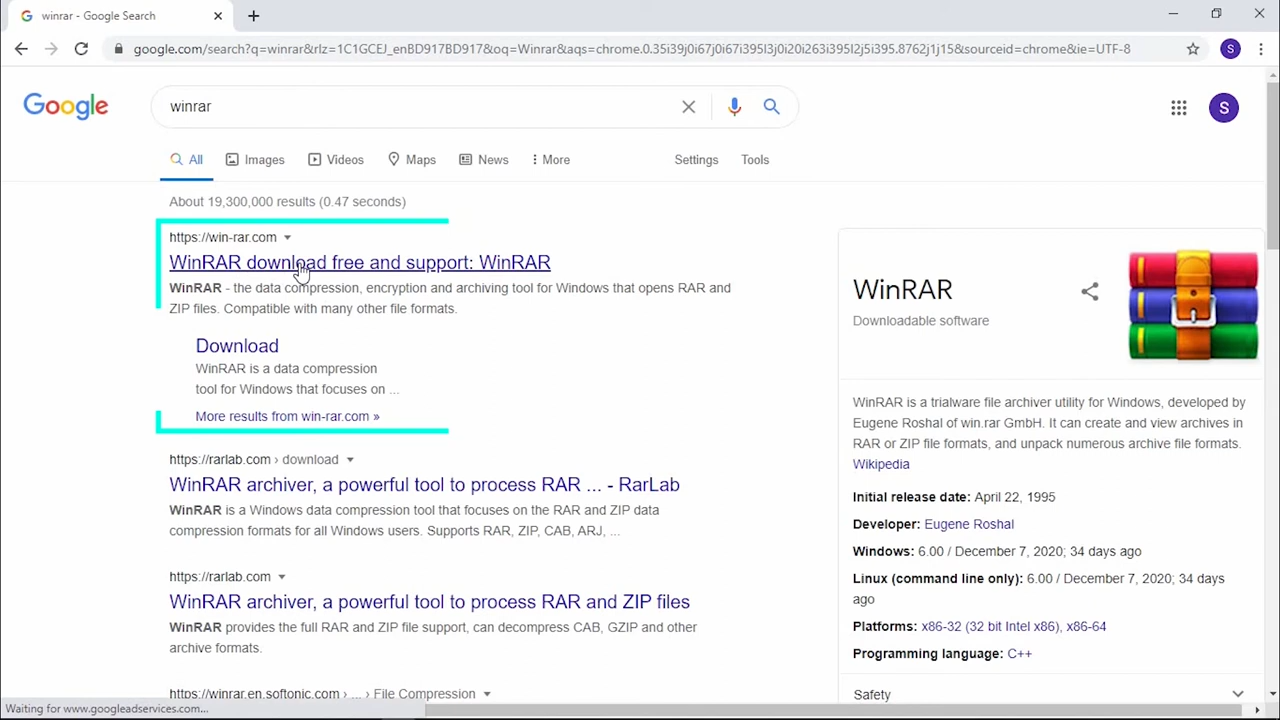 winrar - Google Search
google.com/search?q=winrar&rlz=1C1GCEJ_enBD917BD917&oq=Winrar&aqs=chrome.0.35i39j0i67j0i67i395l3j0i20i263i395l2j5i395.8762j1j15&sourceid=chrome&ie=UTF-8
S
Google
winrar
S
All Images Videos Maps News More Settings Tools
About 19,300,000 results (0.47 seconds)
https://win-rar.com
WinRAR download free and support: WinRAR
WinRAR - the data compression, encryption and archiving tool for Windows that opens RAR and
ZIP files. Compatible with many other file formats.
Download
WinRAR is a data compression
tool for Windows that focuses on ...
More results from win-rar.com »
https://rarlab.com › download
WinRAR archiver, a powerful tool to process RAR ... - RarLab
WinRAR is a Windows data compression tool that focuses on the RAR and ZIP data
compression formats for all Windows users. Supports RAR, ZIP, CAB, ARJ, ...
https://rarlab.com
WinRAR archiver, a powerful tool to process RAR and ZIP files
WinRAR provides the full RAR and ZIP file support, can decompress CAB, GZIP and other
archive formats.
https://winrar.en.softonic.com › ... › File Compression
WinRAR
Downloadable software
WinRAR is a trialware file archiver utility for Windows, developed by
Eugene Roshal of win.rar GmbH. It can create and view archives in
RAR or ZIP file formats, and unpack numerous archive file formats.
Wikipedia
Initial release date: April 22, 1995
Developer: Eugene Roshal
Windows: 6.00 / December 7, 2020; 34 days ago
Linux (command line only): 6.00 / December 7, 2020; 34 days
ago
Platforms: x86-32 (32 bit Intel x86), x86-64
Programming language: C++
Safety
Waiting for www.googleadservices.com...